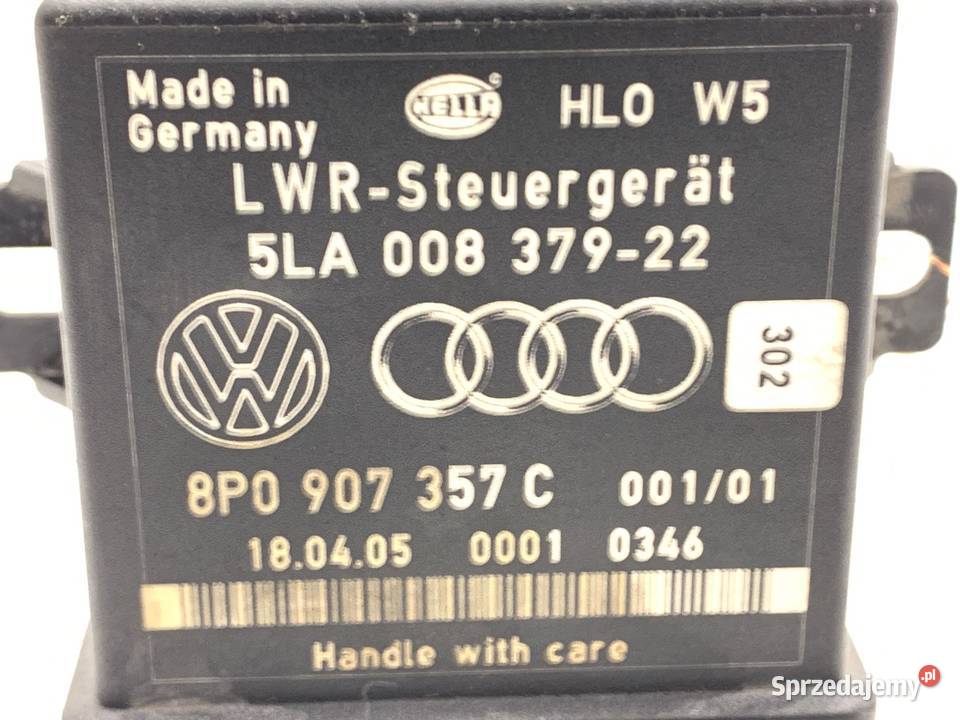 Made in
Germany
HELLA
HLO W5
LWR-Steuergerät
5LA 008 379-22
302
8P0 907 357 C 001/01
18.04.05 0001 0346
Handle with care
Sprzedajemy.pl